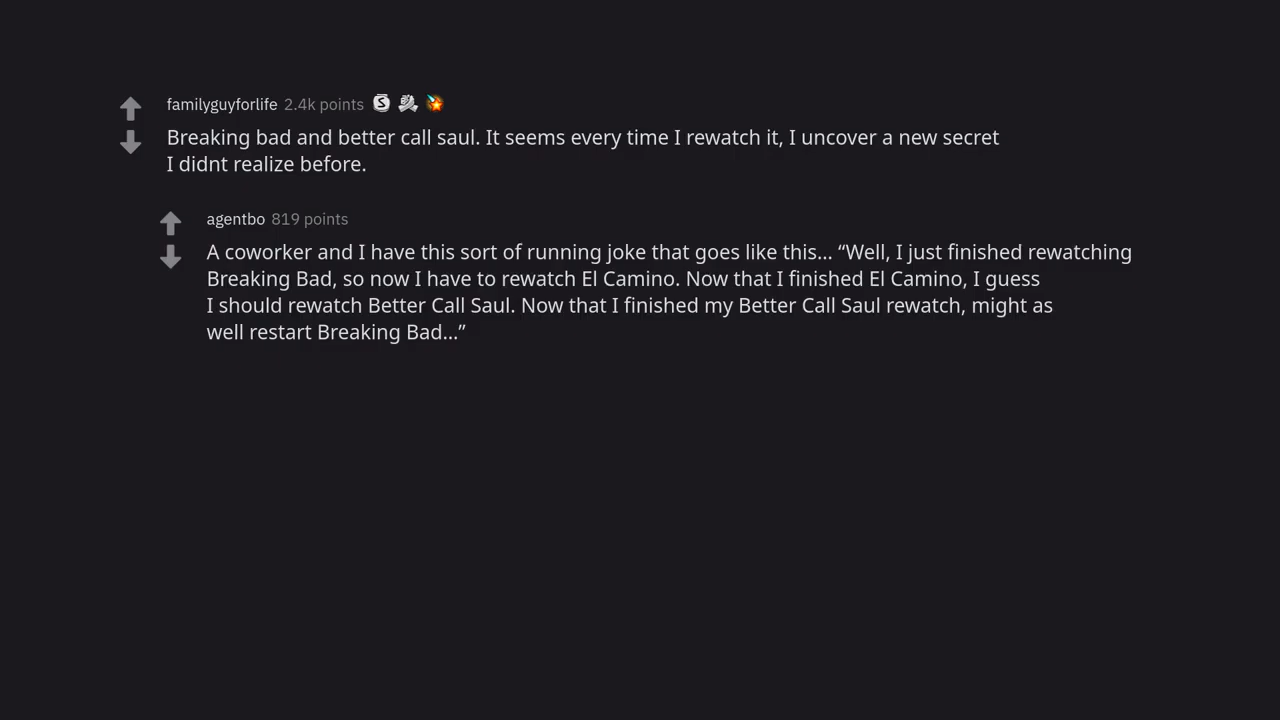 familyguyforlife 2.4k points
Breaking bad and better call saul. It seems every time I rewatch it, I uncover a new secret
I didnt realize before.
agentbo 819 points
A coworker and I have this sort of running joke that goes like this... “Well, I just finished rewatching
Breaking Bad, so now I have to rewatch El Camino. Now that I finished El Camino, I guess
I should rewatch Better Call Saul. Now that I finished my Better Call Saul rewatch, might as
well restart Breaking Bad...”